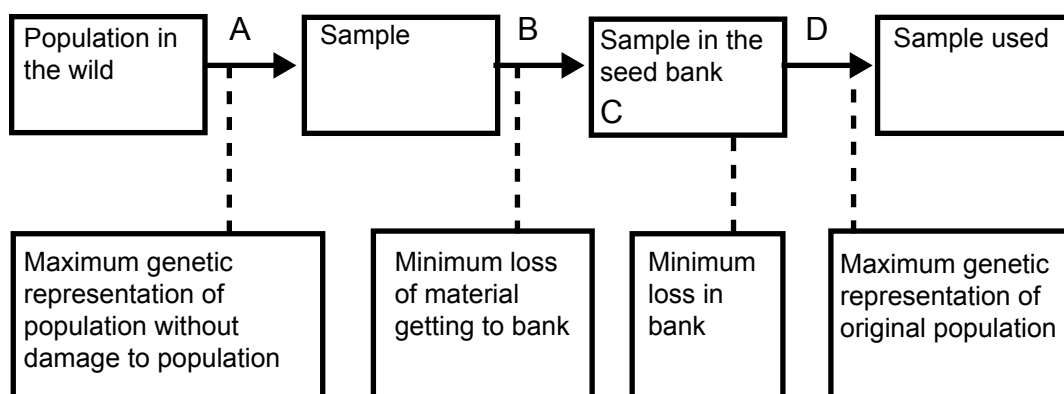 Population in
the wild
A
Sample
B
Sample in the
seed bank
C
D
Sample used
Maximum genetic
representation of
population without
damage to population
Minimum loss
of material
getting to bank
Minimum
loss in
bank
Maximum genetic
representation of
original population